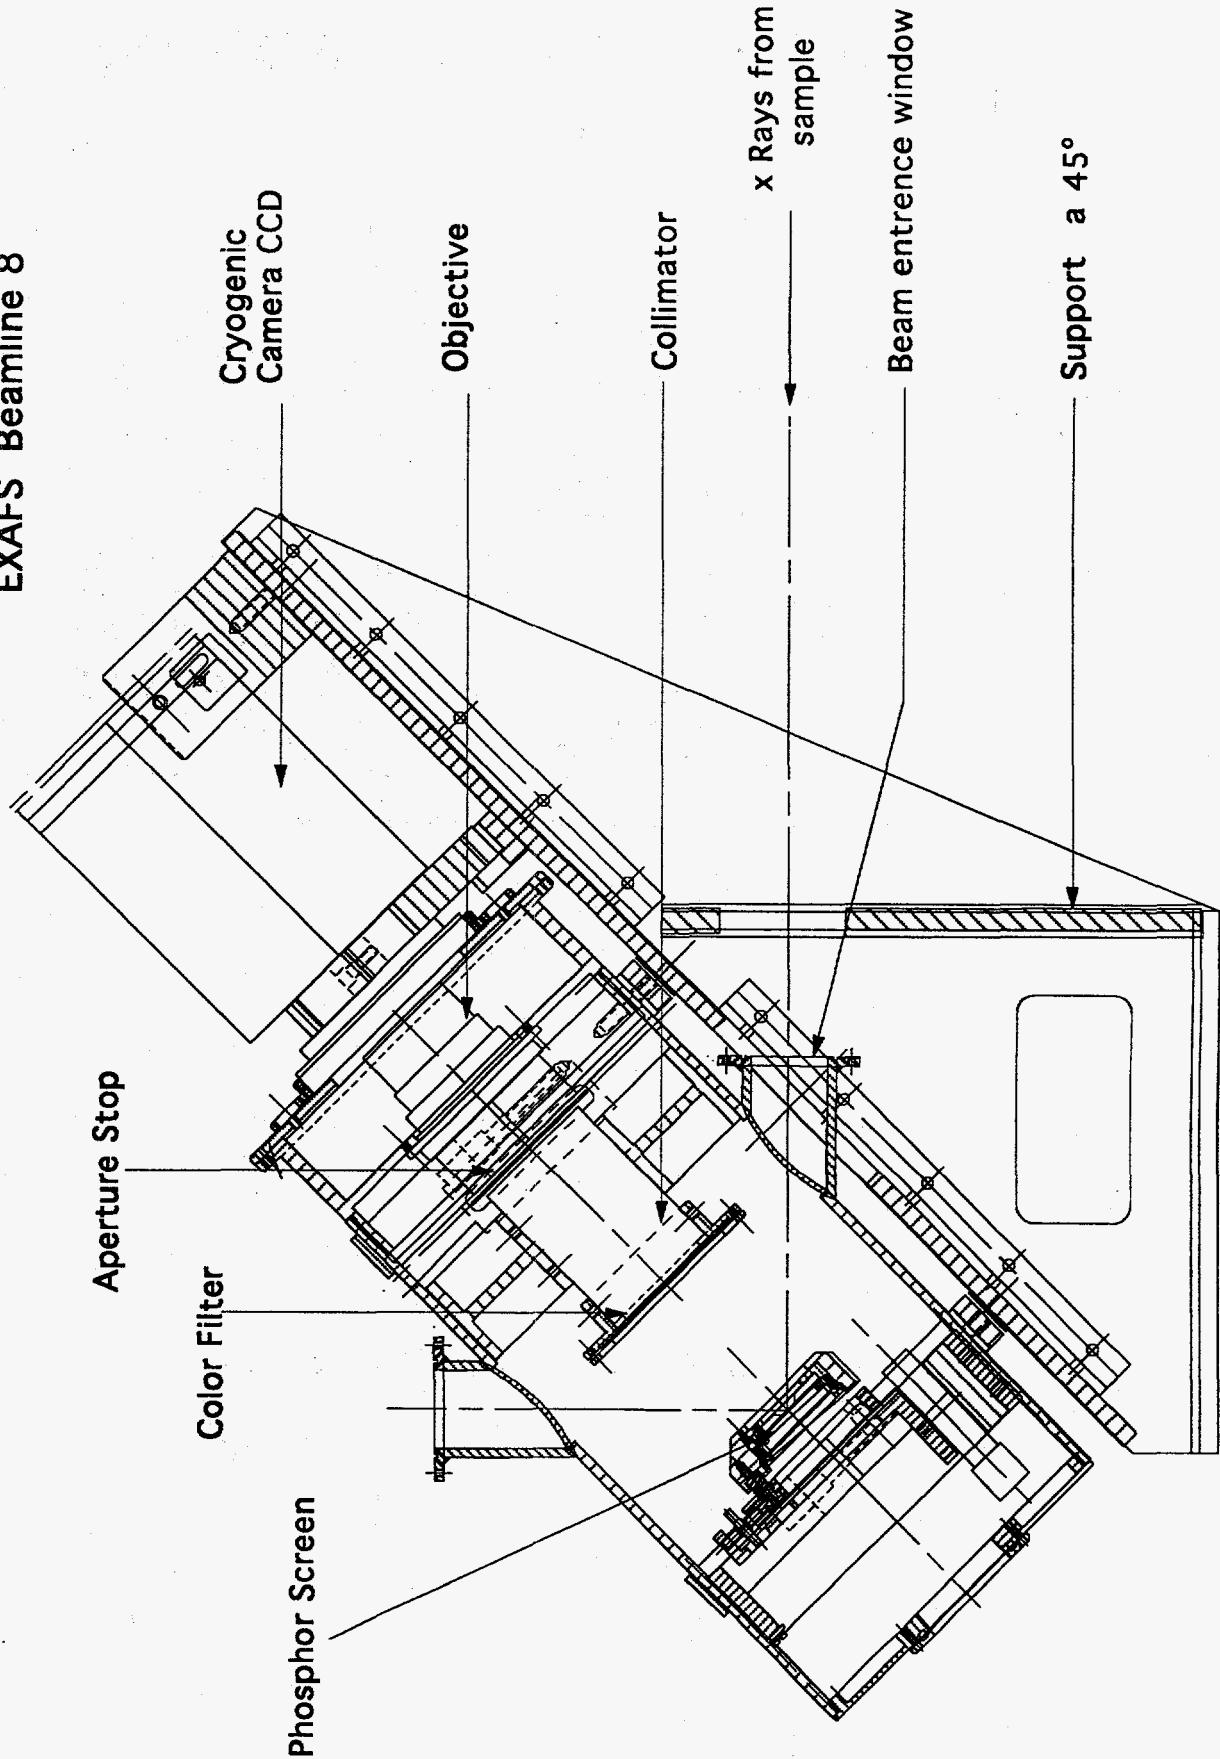 EXAFS Beamline 8
Cryogenic
Camera CCD
Objective
Collimator
x Rays from
sample
Beam entrence window
Support a 45°
Aperture Stop
Color Filter
Phosphor Screen